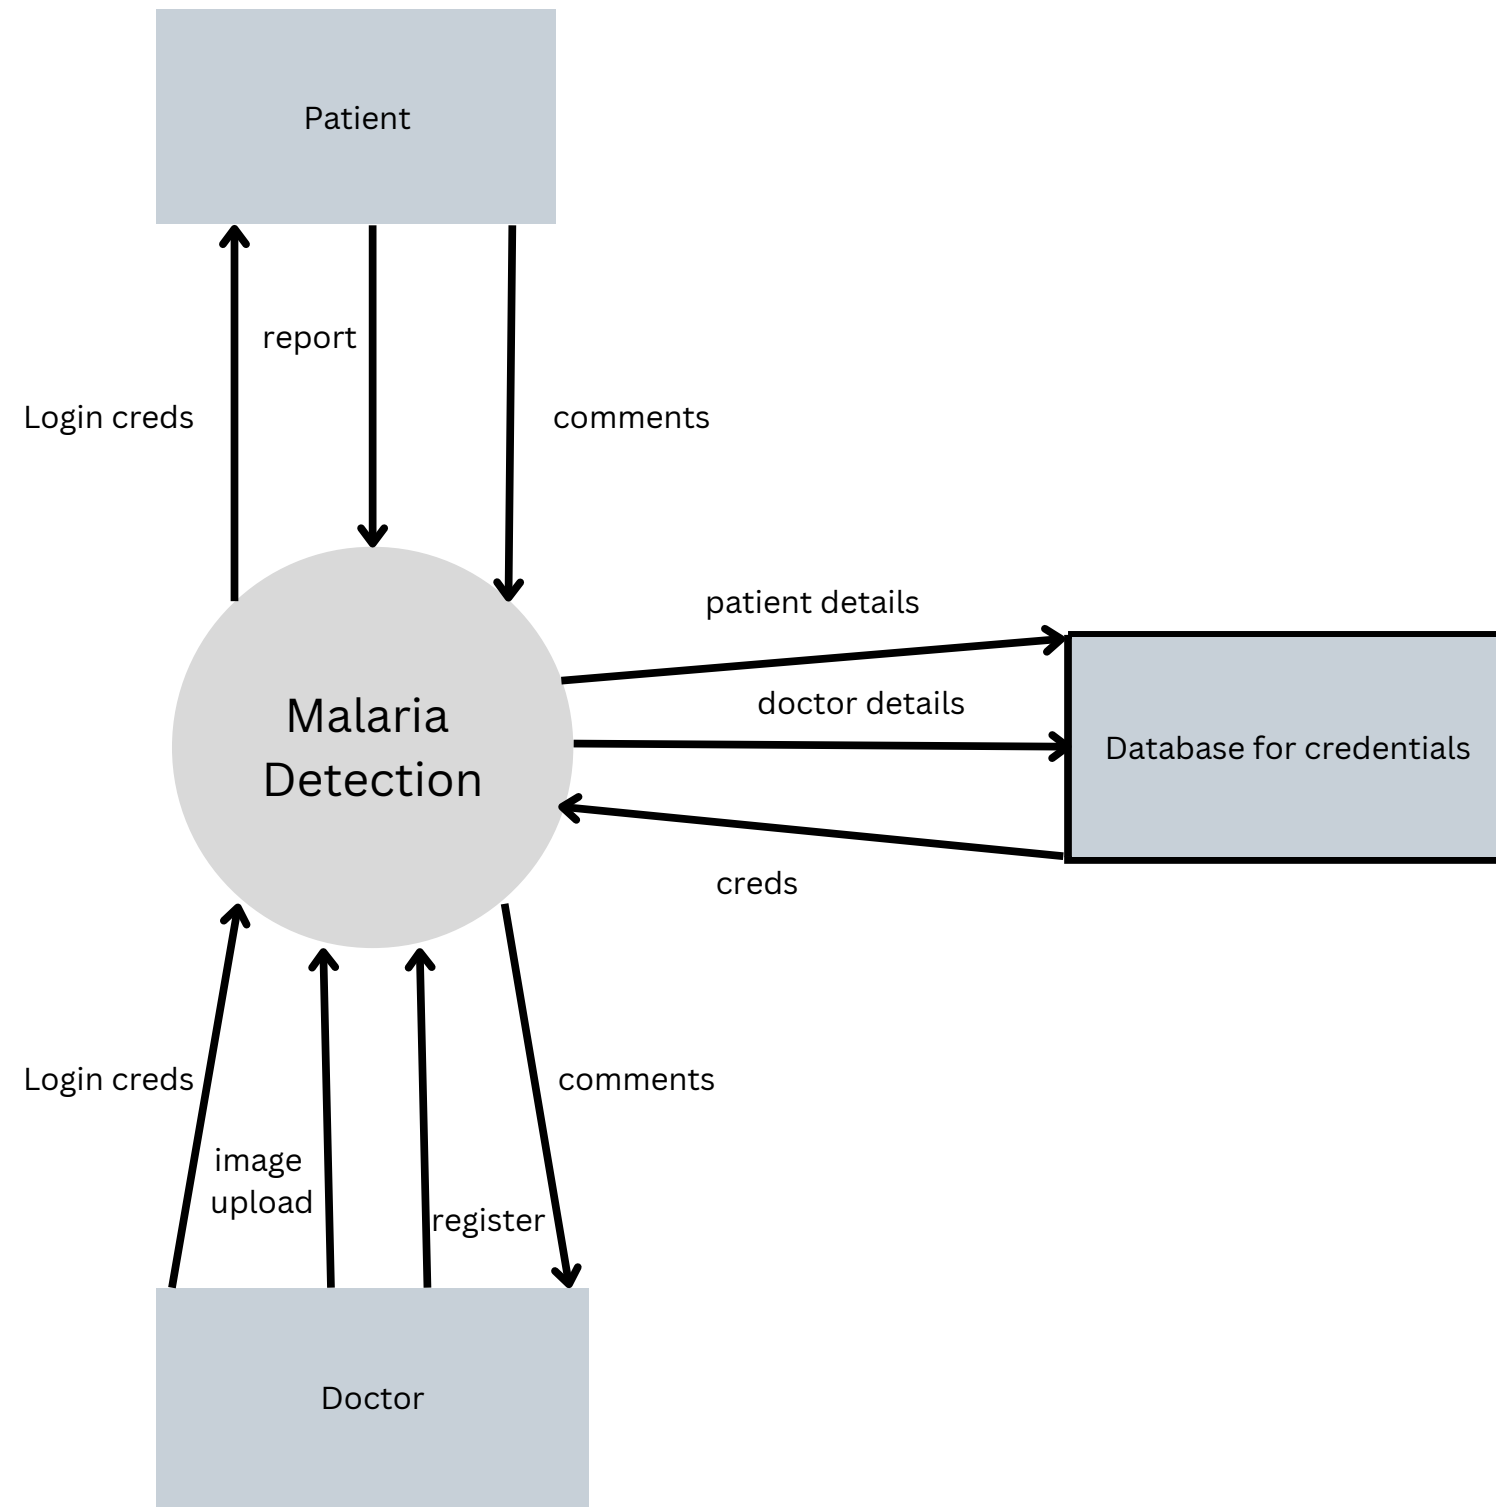 Patient
report
Login creds
comments
patient details
doctor details
Malaria
Detection
Database for credentials
creds
Login creds
comments
image
upload
register
Doctor